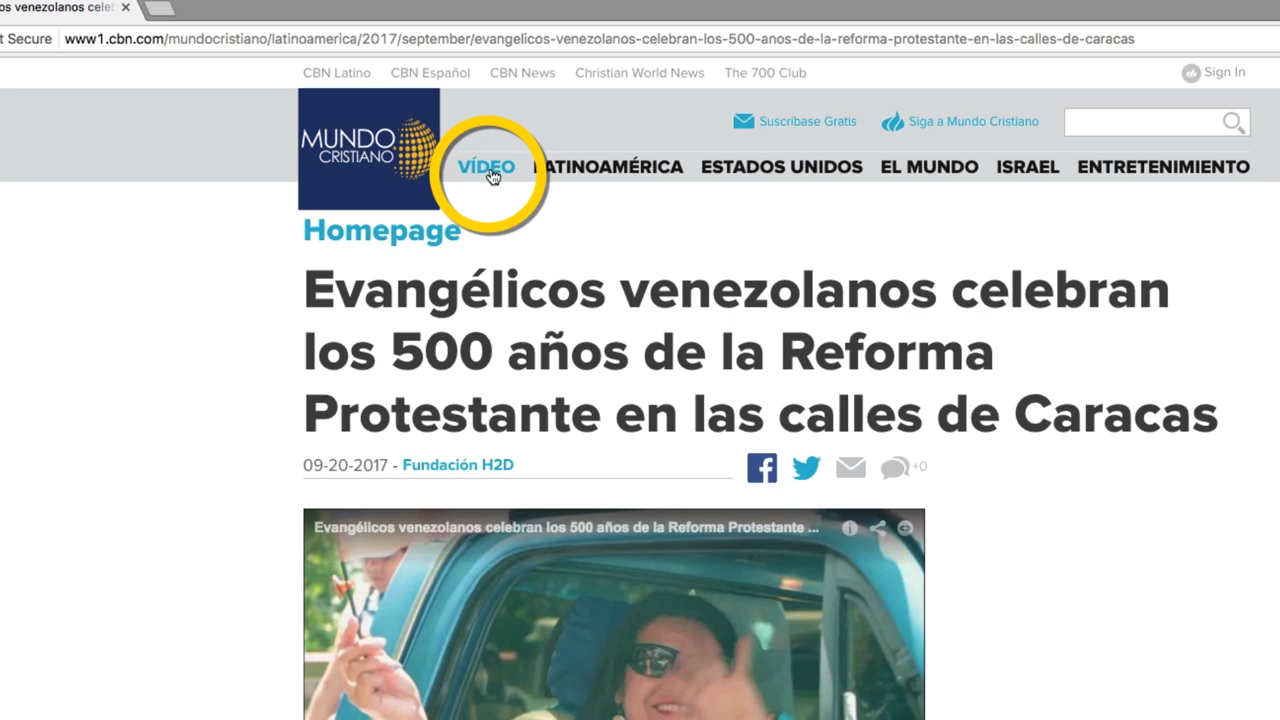 os venezolanos celeb
t Secure
www1.cbn.com/mundocristiano/latinoamerica/2017/september/evangelicos-venezolanos-celebran-los-500-anos-de-la-reforma-protestante-en-las-calles-de-caracas
CBN Latino CBN Español CBN News Christian World News The 700 Club Sign In
MUNDO
CRISTIANO
Suscríbase Gratis Siga a Mundo Cristiano
VÍDEO LATINOAMÉRICA ESTADOS UNIDOS EL MUNDO ISRAEL ENTRETENIMIENTO
Homepage
Evangélicos venezolanos celebran
los 500 años de la Reforma
Protestante en las calles de Caracas
09-20-2017 - Fundación H2D
+0
Evangélicos venezolanos celebran los 500 años de la Reforma Protestante ...